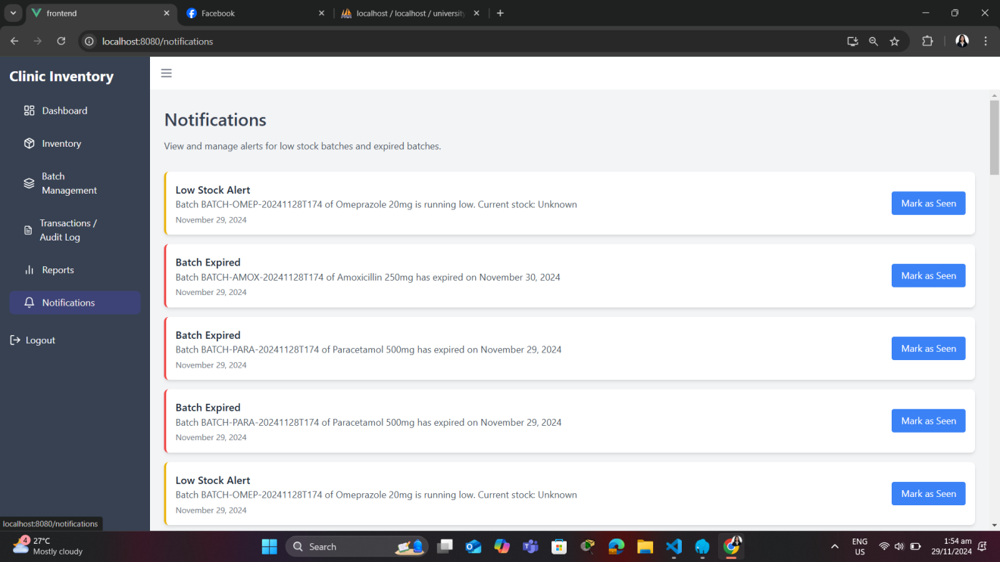 frontend
Facebook
localhost / localhost / university
localhost:8080/notifications
Clinic Inventory
Dashboard
Inventory
Batch
Management
Transactions /
Audit Log
Reports
Notifications
Logout
Notifications
View and manage alerts for low stock batches and expired batches.
Low Stock Alert
Batch BATCH-OMEP-20241128T174 of Omeprazole 20mg is running low. Current stock: Unknown
November 29, 2024
Mark as Seen
Batch Expired
Batch BATCH-AMOX-20241128T174 of Amoxicillin 250mg has expired on November 30, 2024
November 29, 2024
Mark as Seen
Batch Expired
Batch BATCH-PARA-20241128T174 of Paracetamol 500mg has expired on November 29, 2024
November 29, 2024
Mark as Seen
Batch Expired
Batch BATCH-PARA-20241128T174 of Paracetamol 500mg has expired on November 29, 2024
November 29, 2024
Mark as Seen
Low Stock Alert
Batch BATCH-OMEP-20241128T174 of Omeprazole 20mg is running low. Current stock: Unknown
November 29, 2024
Mark as Seen
localhost:8080/notifications
4
27°C
Mostly cloudy
Search
ENG
US
1:54 am
29/11/2024